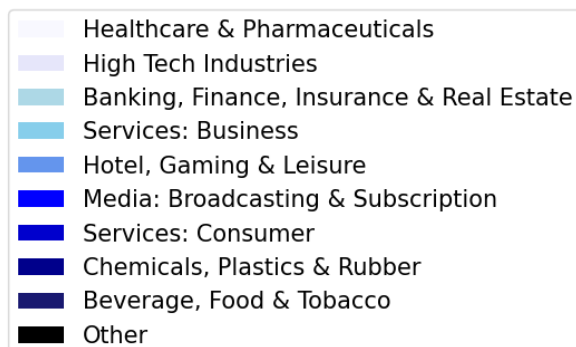 Healthcare & Pharmaceuticals
High Tech Industries
Banking, Finance, Insurance & Real Estate
Services: Business
Hotel, Gaming & Leisure
Media: Broadcasting & Subscription
Services: Consumer
Chemicals, Plastics & Rubber
Beverage, Food & Tobacco
Other